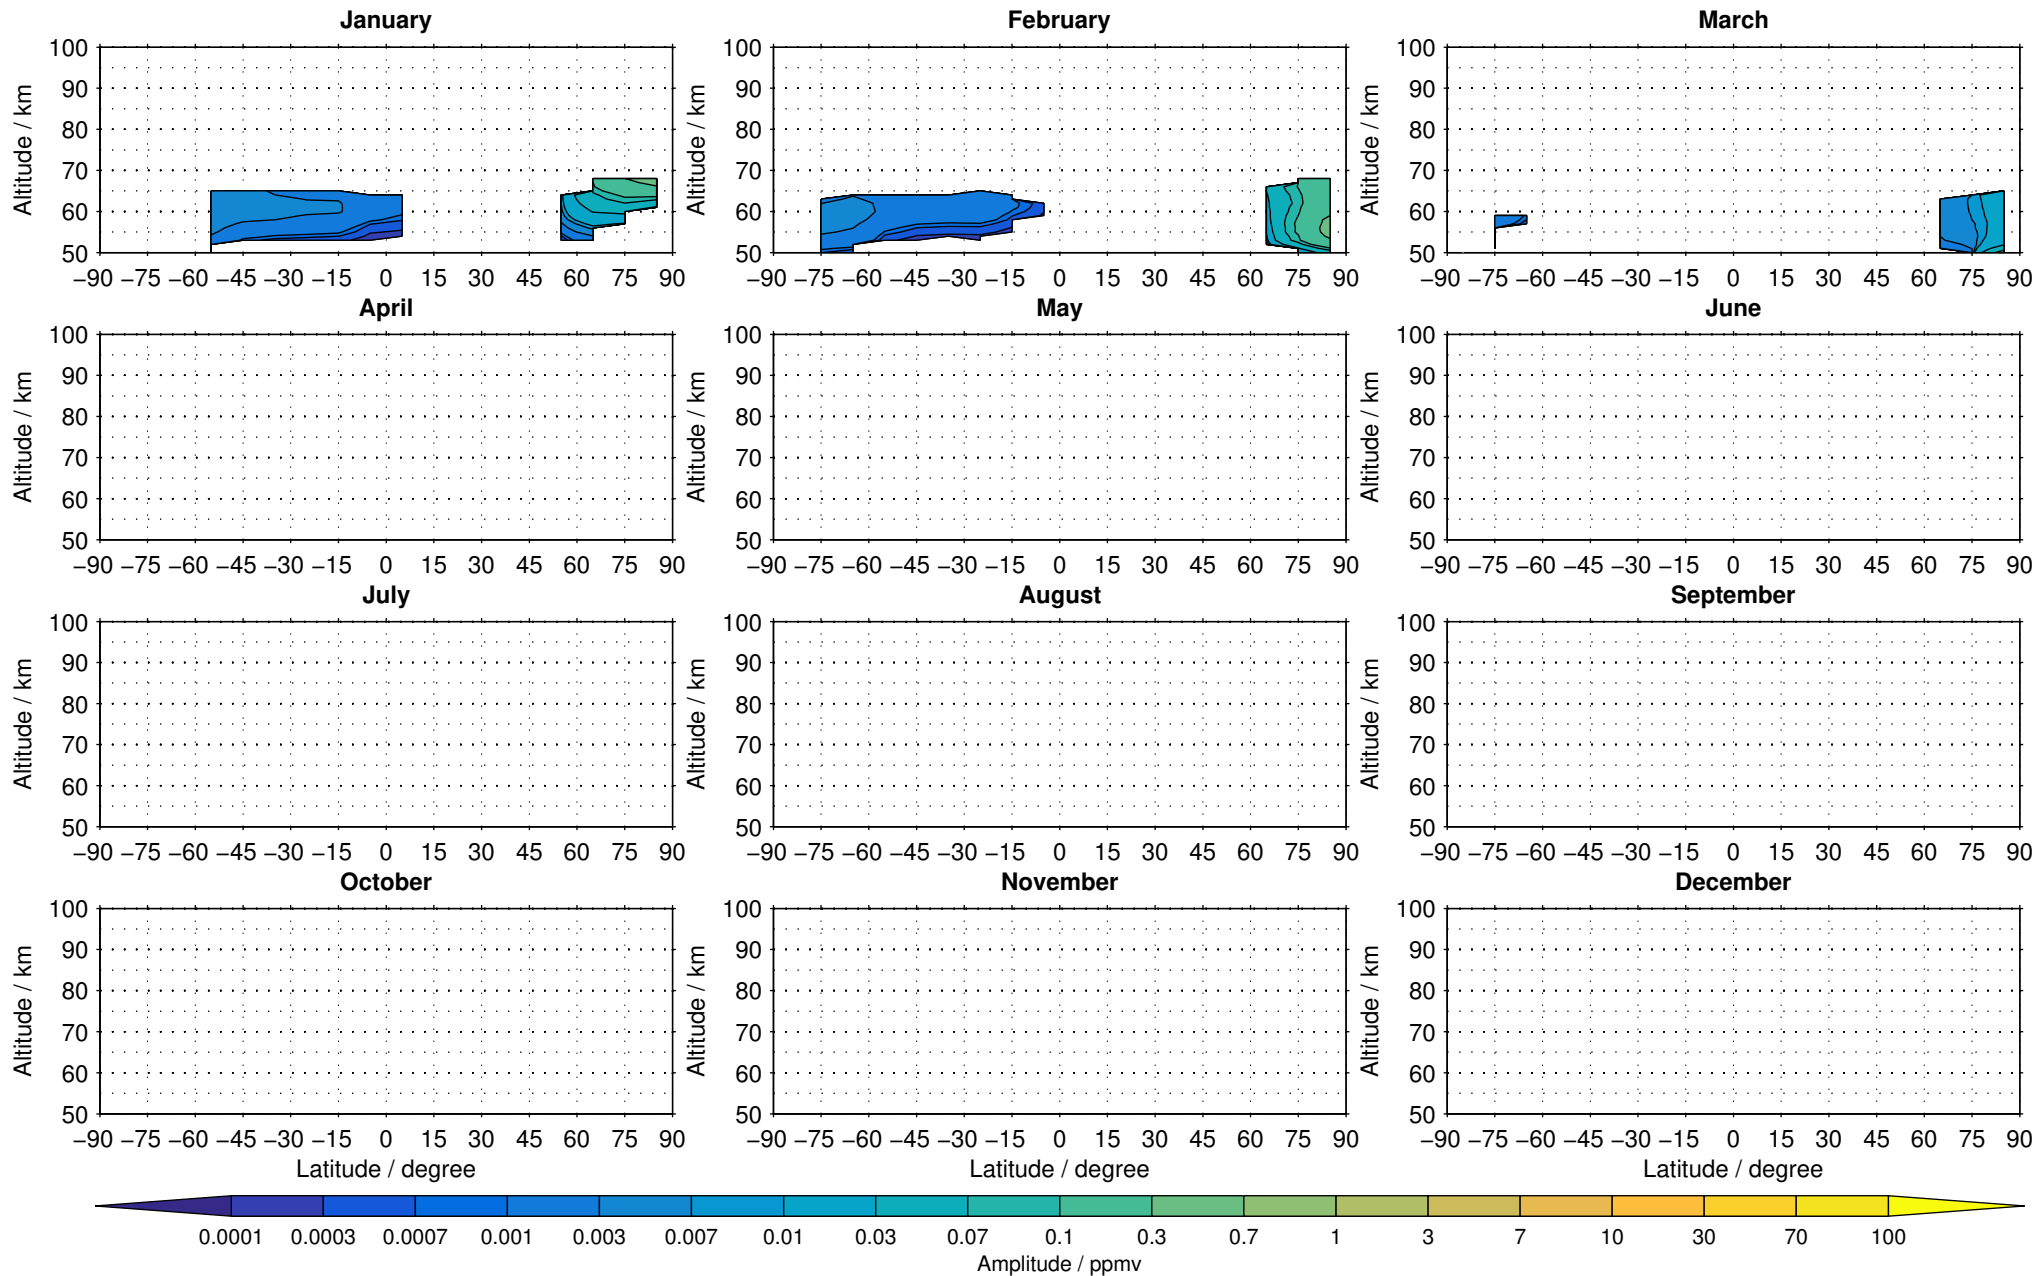 January February March
100 100 100
Altitude / km Altitude / km Altitude / km
90 90 90
80 80 80
70 70 70
60 60 60
50 50 50
−90 −75 −60 −45 −30 −15 0 15 30 45 60 75 90 −90 −75 −60 −45 −30 −15 0 15 30 45 60 75 90 −90 −75 −60 −45 −30 −15 0 15 30 45 60 75 90
April May June
100 100 100
Altitude / km Altitude / km Altitude / km
90 90 90
80 80 80
70 70 70
60 60 60
50 50 50
−90 −75 −60 −45 −30 −15 0 15 30 45 60 75 90 −90 −75 −60 −45 −30 −15 0 15 30 45 60 75 90 −90 −75 −60 −45 −30 −15 0 15 30 45 60 75 90
July August September
100 100 100
Altitude / km Altitude / km Altitude / km
90 90 90
80 80 80
70 70 70
60 60 60
50 50 50
−90 −75 −60 −45 −30 −15 0 15 30 45 60 75 90 −90 −75 −60 −45 −30 −15 0 15 30 45 60 75 90 −90 −75 −60 −45 −30 −15 0 15 30 45 60 75 90
October November December
100 100 100
Altitude / km Altitude / km Altitude / km
90 90 90
80 80 80
70 70 70
60 60 60
50 50 50
−90 −75 −60 −45 −30 −15 0 15 30 45 60 75 90 −90 −75 −60 −45 −30 −15 0 15 30 45 60 75 90 −90 −75 −60 −45 −30 −15 0 15 30 45 60 75 90
Latitude / degree Latitude / degree Latitude / degree
0.0001 0.0003 0.0007 0.001 0.003 0.007 0.01 0.03 0.07 0.1 0.3 0.7 1 3 7 10 30 70 100
Amplitude / ppmv